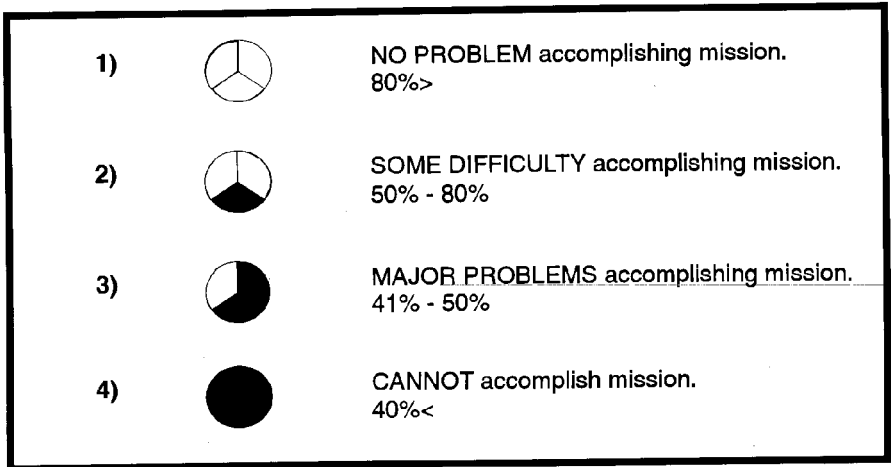 1) NO PROBLEM accomplishing mission.
80%>
2) SOME DIFFICULTY accomplishing mission.
50% - 80%
3) MAJOR PROBLEMS accomplishing mission.
41% - 50%
4) CANNOT accomplish mission.
40%<